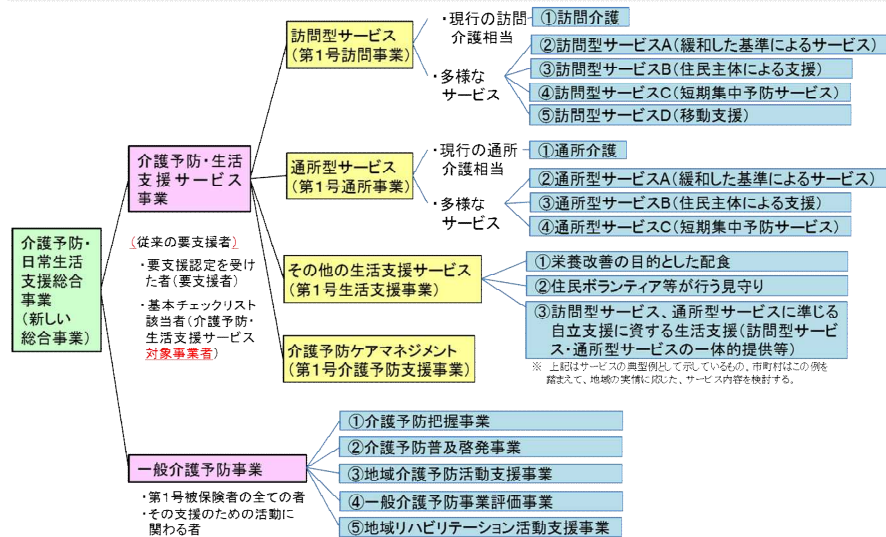 介護予防・
日常生活
支援総合
事業
（新しい
総合事業）
介護予防・生活
支援サービス
事業
（従来の要支援者）
・要支援認定を受け
た者（要支援者）
・基本チェックリスト
該当者（介護予防・
生活支援サービス
対象事業者）
訪問型サービス
（第1号訪問事業）
・現行の訪問
介護相当
①訪問介護
・多様な
サービス
②訪問型サービスA（緩和した基準によるサービス）
③訪問型サービスB（住民主体による支援）
④訪問型サービスC（短期集中予防サービス）
⑤訪問型サービスD（移動支援）
通所型サービス
（第1号通所事業）
・現行の通所
介護相当
①通所介護
・多様な
サービス
②通所型サービスA（緩和した基準によるサービス）
③通所型サービスB（住民主体による支援）
④通所型サービスC（短期集中予防サービス）
その他の生活支援サービス
（第1号生活支援事業）
①栄養改善の目的とした配食
②住民ボランティア等が行う見守り
③訪問型サービス、通所型サービスに準じる
自立支援に資する生活支援（訪問型サービ
ス・通所型サービスの一体的提供等）
※ 上記はサービスの典型例として示しているもの。市町村はこの例を
踏まえて、地域の実情に応じた、サービス内容を検討する。
介護予防ケアマネジメント
（第1号介護予防支援事業）
一般介護予防事業
・第1号被保険者の全ての者
・その支援のための活動に
関わる者
①介護予防把握事業
②介護予防普及啓発事業
③地域介護予防活動支援事業
④一般介護予防事業評価事業
⑤地域リハビリテーション活動支援事業